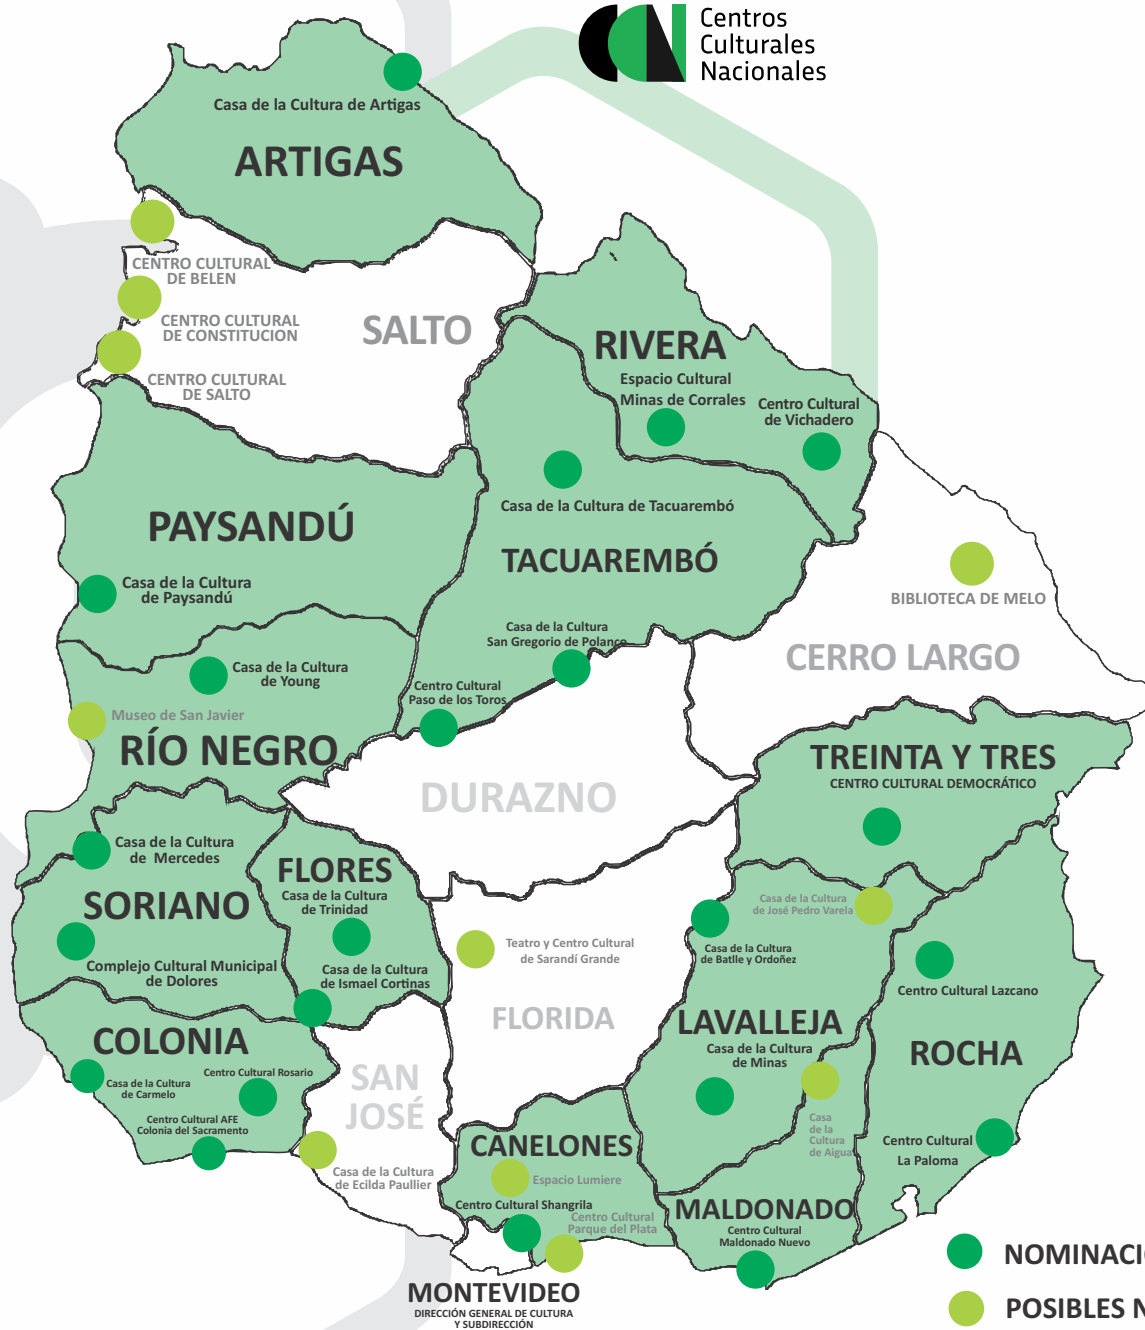 Centros
Culturales
Nacionales
Casa de la Cultura de Artigas
ARTIGAS
CENTRO CULTURAL
DE BELEN
CENTRO CULTURAL
DE CONSTITUCION
CENTRO CULTURAL
DE SALTO
SALTO
RIVERA
Espacio Cultural
Minas de Corrales
Centro Cultural
de Vichadero
Casa de la Cultura de Tacuarembó
TACUAREMBÓ
PAYSANDÚ
Casa de la Cultura
de Paysandú
BIBLIOTECA DE MELO
CERRO LARGO
Casa de la Cultura
San Gregorio de Polanco
Centro Cultural
Paso de los Toros
Casa de la Cultura
de Young
Museo de San Javier
RÍO NEGRO
DURAZNO
TREINTA Y TRES
CENTRO CULTURAL DEMOCRÁTICO
Casa de la Cultura
de Mercedes
SORIANO
Complejo Cultural Municipal
de Dolores
FLORES
Casa de la Cultura
de Trinidad
Casa de la Cultura
de Ismael Cortinas
Teatro y Centro Cultural
de Sarandí Grande
FLORIDA
Casa de la Cultura
de José Pedro Varela
Casa de la Cultura
de Batlle y Ordoñez
LAVALLEJA
Casa de la Cultura
de Minas
Centro Cultural Lazcano
ROCHA
Centro Cultural
La Paloma
COLONIA
Casa de la Cultura
de Carmelo
Centro Cultural Rosario
Centro Cultural AFE
Colonia del Sacramento
SAN
JOSÉ
Casa de la Cultura
de Ecilda Paullier
CANELONES
Espacio Lumiere
Centro Cultural Shangrila
Centro Cultural
Parque del Plata
Casa
de la
Cultura
de Aigua
MALDONADO
Centro Cultural
Maldonado Nuevo
MONTEVIDEO
DIRECCIÓN GENERAL DE CULTURA
Y SUBDIRECCIÓN
POSIBLES